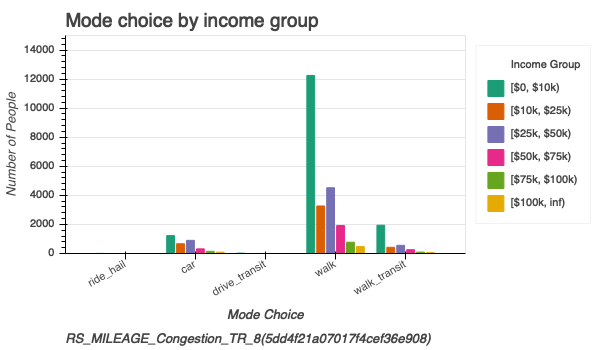 Mode choice by income group
Number of People
14000
12000
10000
8000
6000
4000
2000
0
ride_hail
car
drive_transit
walk
walk_transit
Mode Choice
RS_MILEAGE_Congestion_TR_8(5dd4f21a07017f4cef36e908)
Income Group
[$0, $10k)
[$10k, $25k)
[$25k, $50k)
[$50k, $75k)
[$75k, $100k)
[$100k, inf)